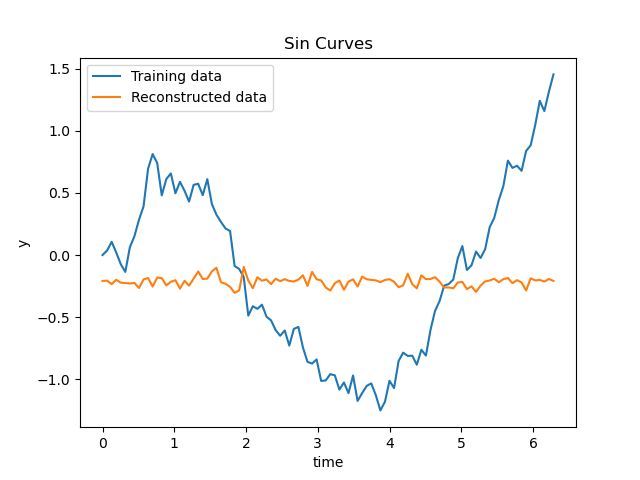 Sin Curves
Training data
Reconstructed data
1.5
1.0
0.5
0.0
−0.5
−1.0
y
0 1 2 3 4 5 6
time